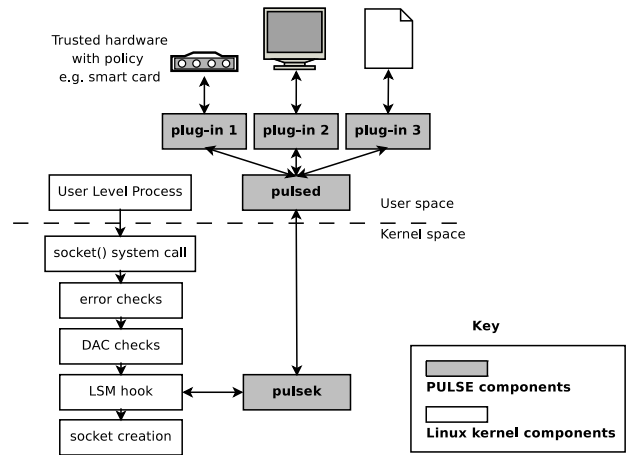 Trusted hardware
with policy
e.g. smart card
plug-in 1
plug-in 2
plug-in 3
User Level Process
pulsed
User space
Kernel space
socket() system call
error checks
DAC checks
LSM hook
pulsek
socket creation
Key
PULSE components
Linux kernel components